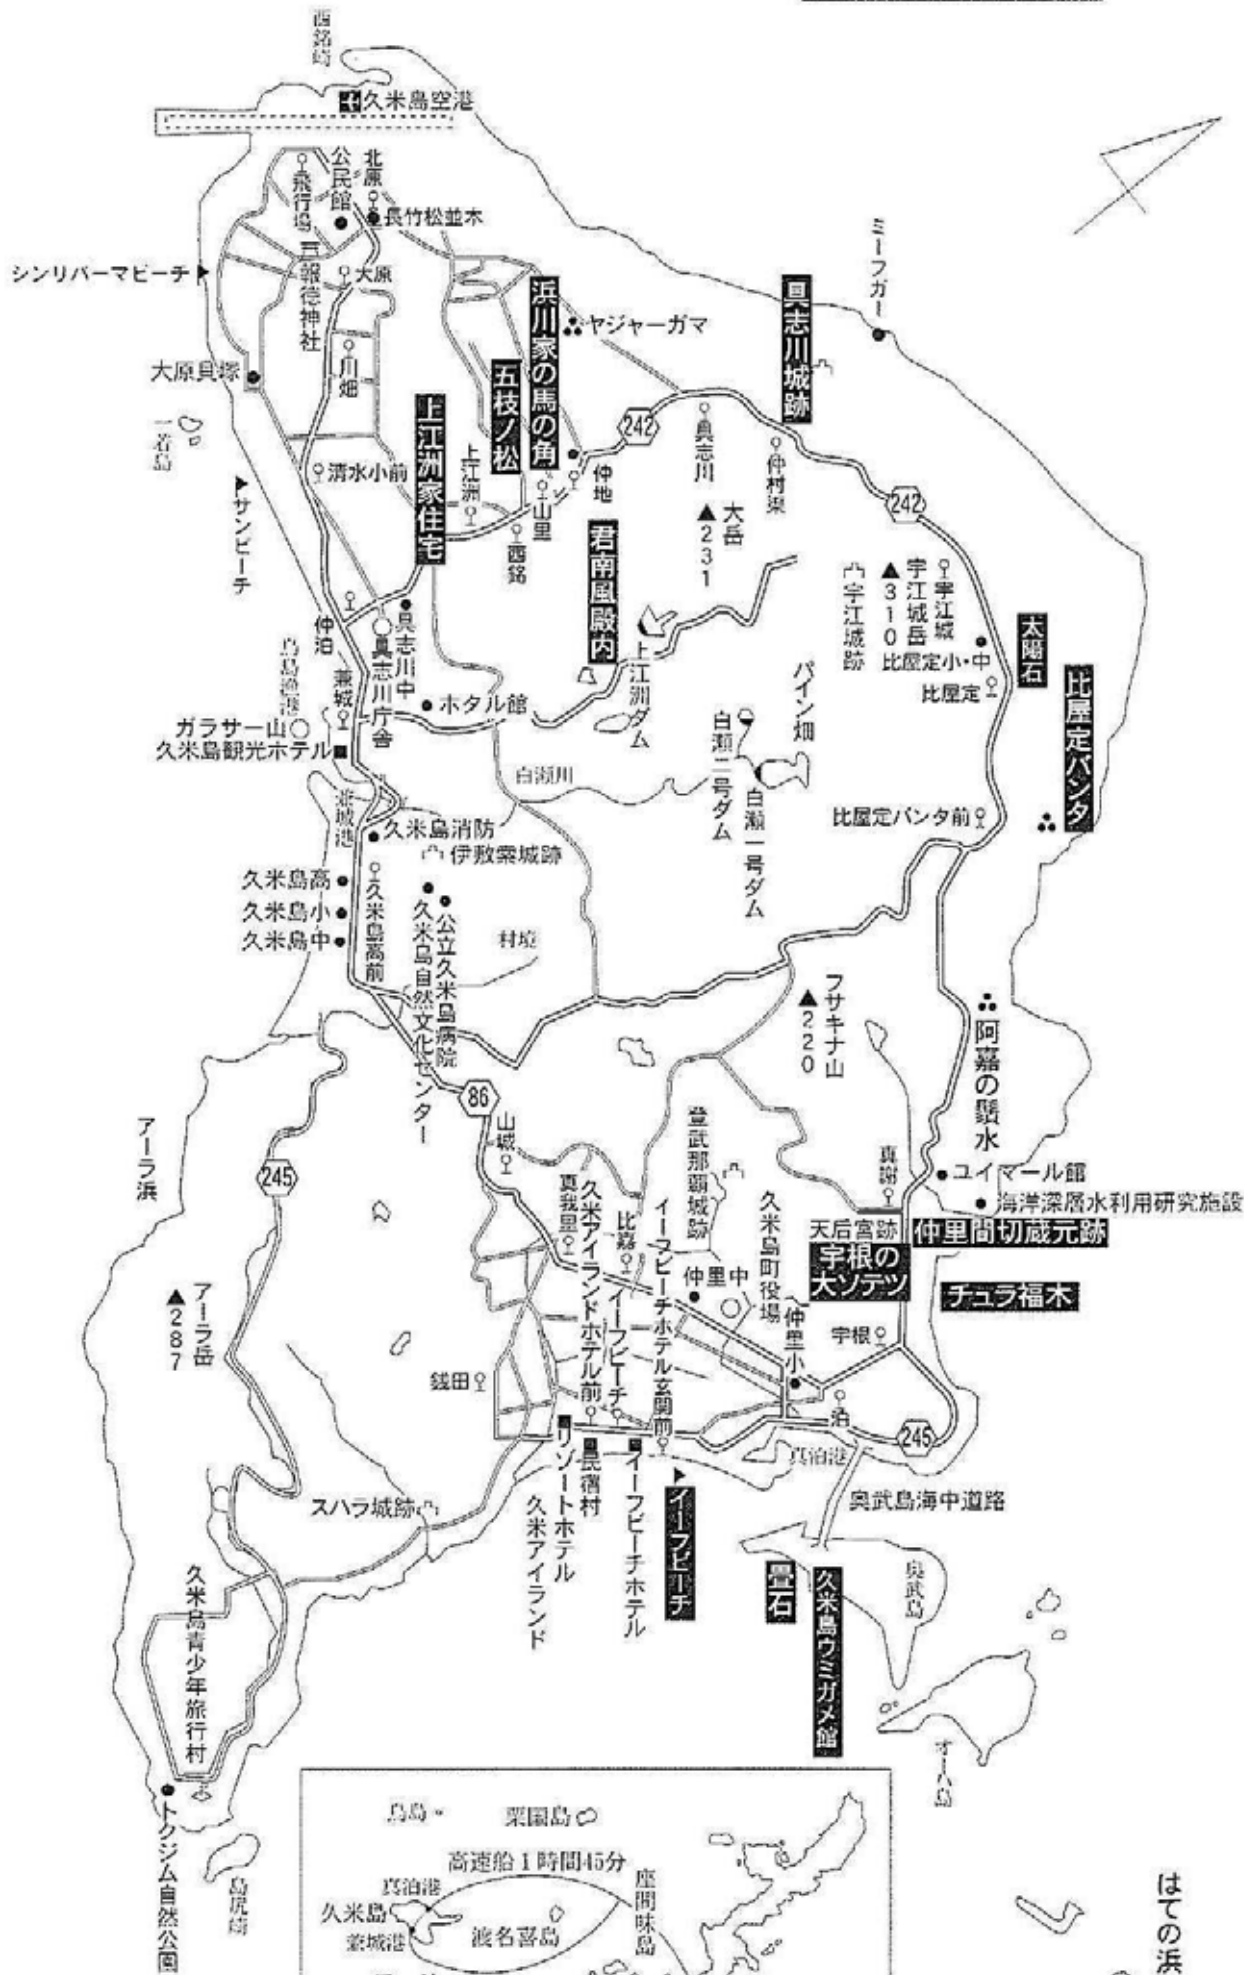 西銘崎
久米島空港
飛行場
公民館
北原
長竹松並木
シンリバーマビーチ
報徳神社
大原
ミーフガー
浜川家の馬の角
ヤジャーガマ
具志川城跡
大原貝塚
川畑
五枝ノ松
上江洲家住宅
242
具志川
仲村渠
清水小前
上江洲
山里
仲地
西銘
サンビーチ
大岳
▲231
242
君南風殿内
宇江城
宇江城岳
▲310
宇江城跡
比屋定小・中
比屋定
太陽石
比屋定バンタ
仲泊
具志川中
具志川庁舎
鳥島漁港
兼城
ホタル館
上江洲ダム
パイン畑
ガラサー山
久米島観光ホテル
白瀬川
白瀬二号ダム
白瀬一号ダム
比屋定バンタ前
兼城港
久米島消防
伊敷索城跡
久米島高
久米島小
久米島中
久米島高前
公立久米島病院
久米島自然文化センター
村境
フサキナ山
▲220
阿嘉の鬚水
86
山城
アーラ浜
245
登武那覇城跡
真謝
ユイマール館
海洋深層水利用研究施設
天后宮跡
仲里間切蔵元跡
宇根の
大ソテツ
チュラ福木
真我里
久米アイランドホテル前
比嘉
イーフビーチ
イーフビーチホテル玄関前
仲里中
久米島町役場
仲里小
宇根
アーラ岳
▲287
銭田
泊
245
真泊港
奥武島海中道路
スハラ城跡
リゾートホテル
久米アイランド
民宿村
イーフビーチホテル
イーフビーチ
畳石
久米島ウミガメ館
奥武島
オーハ島
久米島青少年旅行村
トクジム自然公園
島尻崎
はての浜
鳥島
粟国島
高速船1時間45分
真泊港
久米島
兼城港
渡名喜島
座間味島